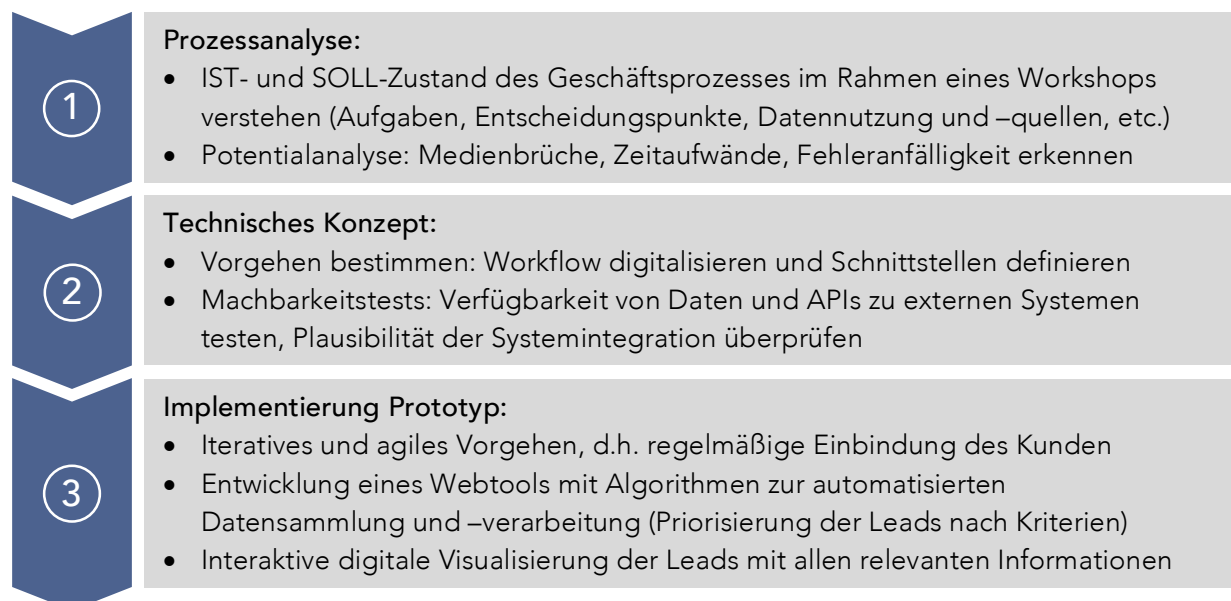 1
Prozessanalyse:
• IST- und SOLL-Zustand des Geschäftsprozesses im Rahmen eines Workshops
verstehen (Aufgaben, Entscheidungspunkte, Datennutzung und –quellen, etc.)
• Potentialanalyse: Medienbrüche, Zeitaufwände, Fehleranfälligkeit erkennen
2
Technisches Konzept:
• Vorgehen bestimmen: Workflow digitalisieren und Schnittstellen definieren
• Machbarkeitstests: Verfügbarkeit von Daten und APIs zu externen Systemen
testen, Plausibilität der Systemintegration überprüfen
3
Implementierung Prototyp:
• Iteratives und agiles Vorgehen, d.h. regelmäßige Einbindung des Kunden
• Entwicklung eines Webtools mit Algorithmen zur automatisierten
Datensammlung und –verarbeitung (Priorisierung der Leads nach Kriterien)
• Interaktive digitale Visualisierung der Leads mit allen relevanten Informationen